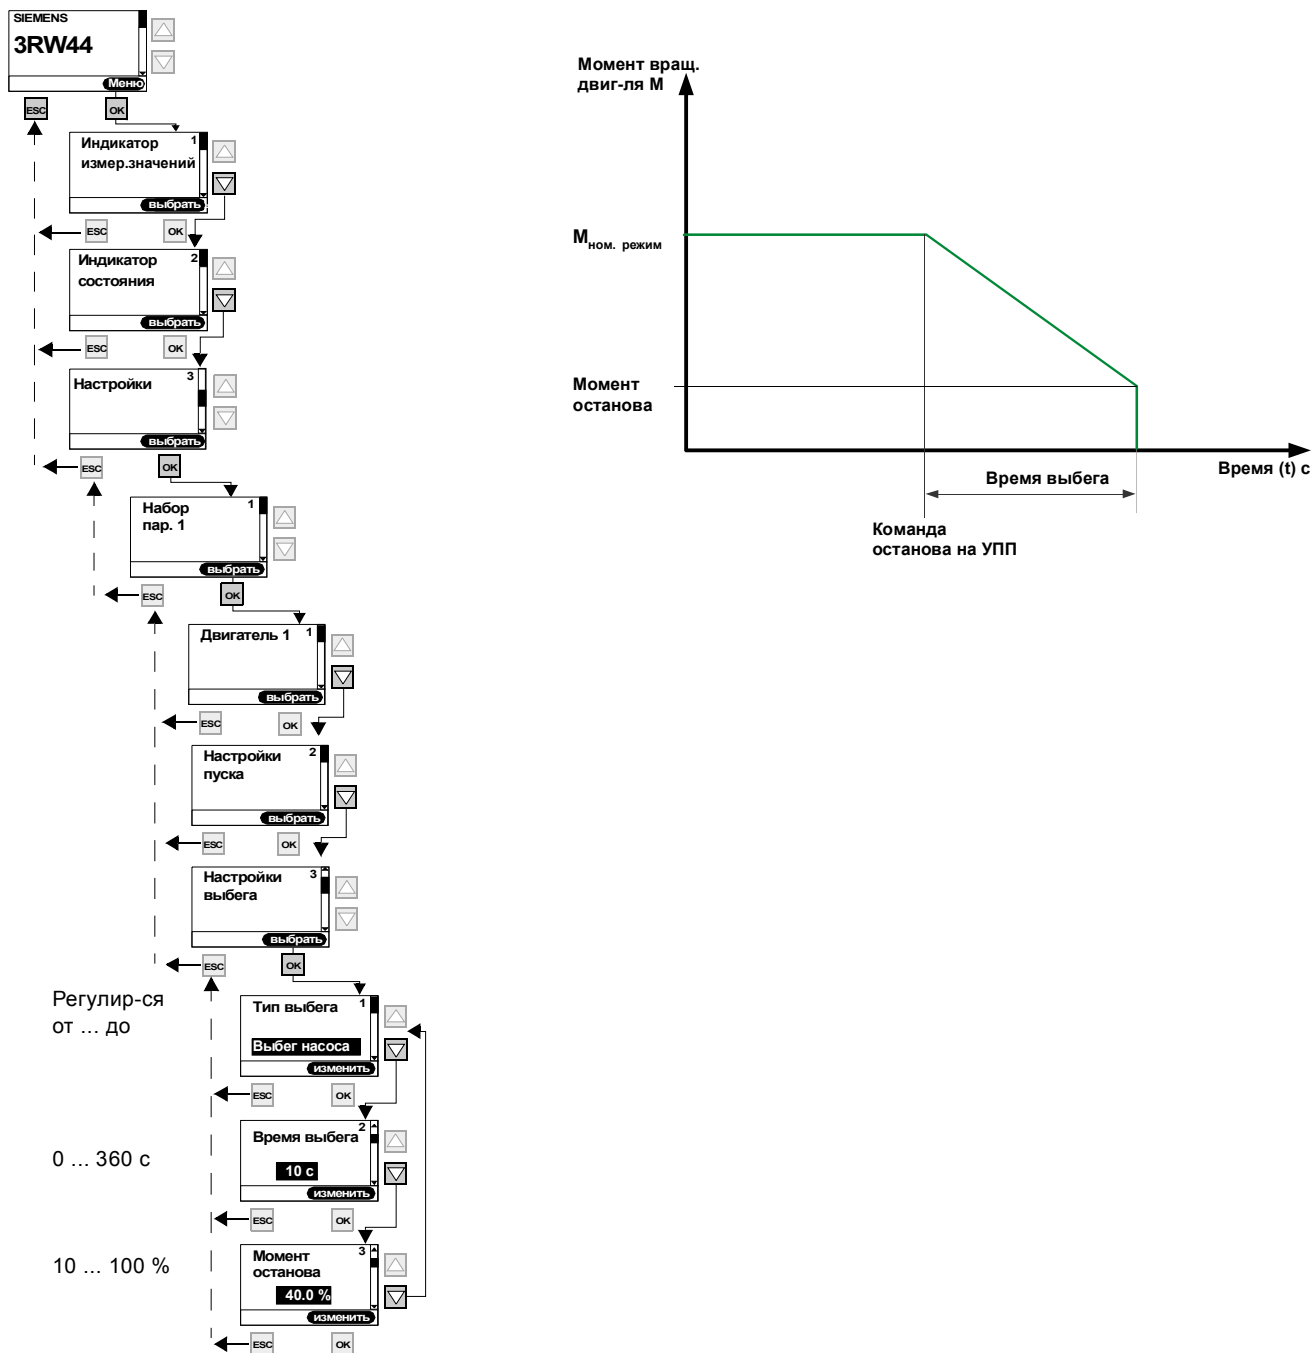 SIEMENS
3RW44
Меню
ESC
OK
Индикатор 1
измер.значений
выбрать
ESC OK
Индикатор 2
состояния
выбрать
ESC OK
Настройки 3
выбрать
ESC OK
Набор 1
пар. 1
выбрать
ESC OK
Двигатель 1 1
выбрать
ESC OK
Настройки 2
пуска
выбрать
ESC OK
Настройки 3
выбега
выбрать
ESC OK
Регулир-ся
от ... до
Тип выбега 1
Выбег насоса
изменить
ESC OK
0 ... 360 с
Время выбега 2
10 с
изменить
ESC OK
10 ... 100 %
Момент 3
останова
40.0 %
изменить
ESC OK
Момент вращ.
двиг-ля М
Мном. режим
Момент
останова
Время (t) с
Время выбега
Команда
останова на УПП